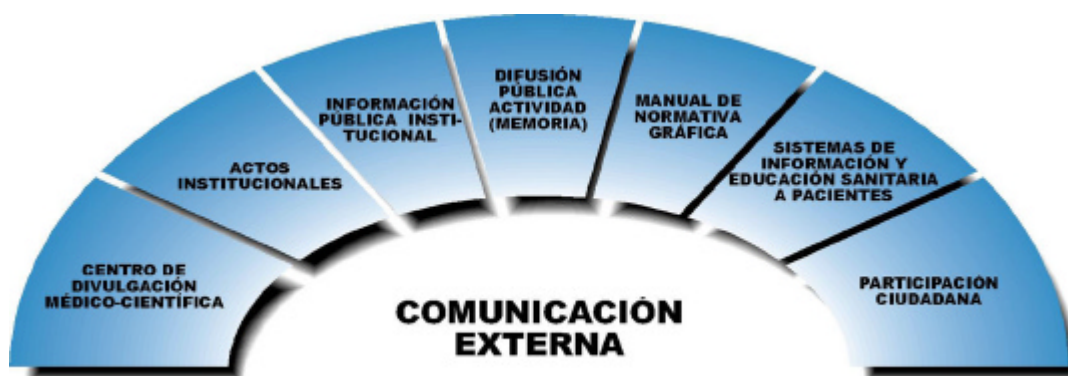 CENTRO DE
DIVULGACIÓN
MÉDICO-CIENTÍFICA
ACTOS
INSTITUCIONALES
INFORMACIÓN
PÚBLICA INSTI-
TUCIONAL
DIFUSIÓN
PÚBLICA
ACTIVIDAD
(MEMORIA)
MANUAL DE
NORMATIVA
GRÁFICA
SISTEMAS DE
INFORMACIÓN Y
EDUCACIÓN SANITARIA
A PACIENTES
PARTICIPACIÓN
CIUDADANA
COMUNICACIÓN
EXTERNA